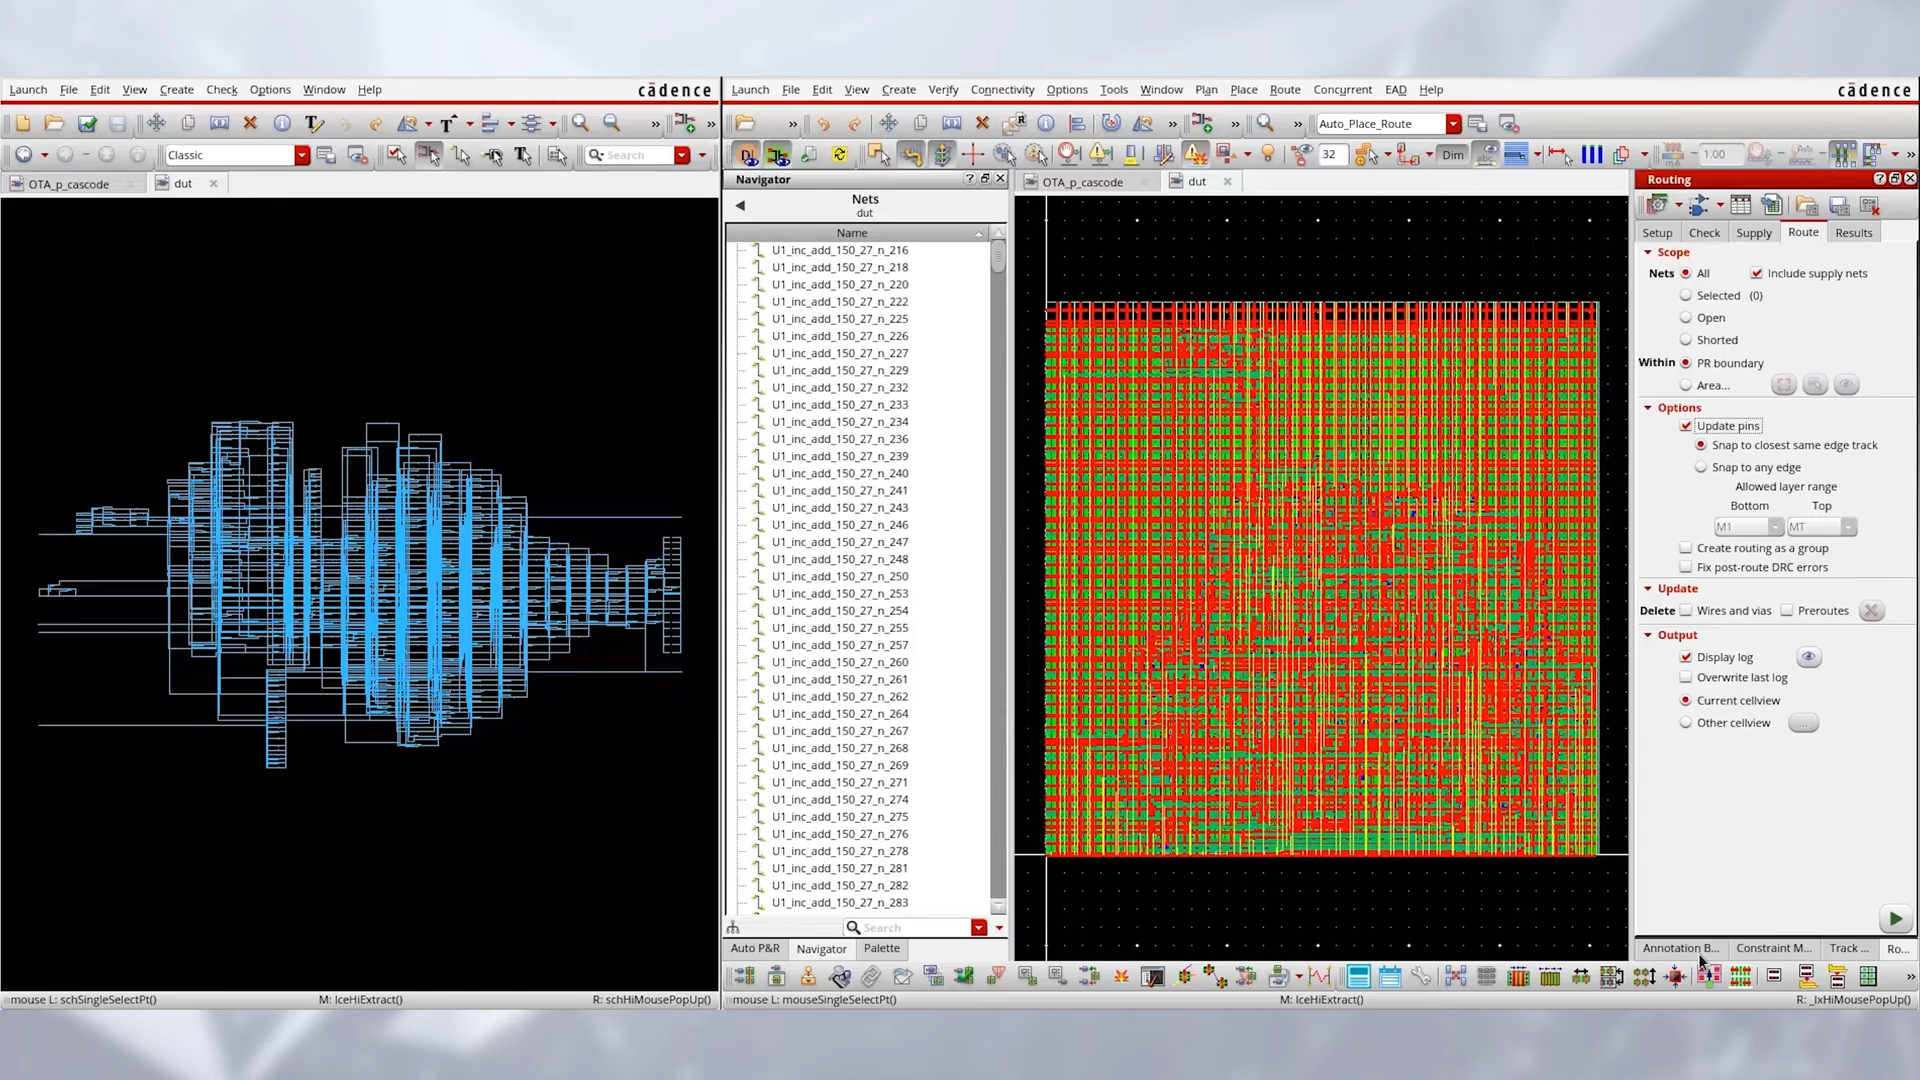 Launch File Edit View Create Check Options Window Help cādence
Classic
Search
OTA_p_cascode dut
mouse L: schSingleSelectPt() M: IceHiExtract() R: schHiMousePopUp()
Launch File Edit View Create Verify Connectivity Options Tools Window Plan Place Route Concurrent EAD Help cādence
Auto_Place_Route
32 Dim abc 1.00
Navigator
Nets
dut
Name
U1_inc_add_150_27_n_216
U1_inc_add_150_27_n_218
U1_inc_add_150_27_n_220
U1_inc_add_150_27_n_222
U1_inc_add_150_27_n_225
U1_inc_add_150_27_n_226
U1_inc_add_150_27_n_227
U1_inc_add_150_27_n_229
U1_inc_add_150_27_n_232
U1_inc_add_150_27_n_233
U1_inc_add_150_27_n_234
U1_inc_add_150_27_n_236
U1_inc_add_150_27_n_239
U1_inc_add_150_27_n_240
U1_inc_add_150_27_n_241
U1_inc_add_150_27_n_243
U1_inc_add_150_27_n_246
U1_inc_add_150_27_n_247
U1_inc_add_150_27_n_248
U1_inc_add_150_27_n_250
U1_inc_add_150_27_n_253
U1_inc_add_150_27_n_254
U1_inc_add_150_27_n_255
U1_inc_add_150_27_n_257
U1_inc_add_150_27_n_260
U1_inc_add_150_27_n_261
U1_inc_add_150_27_n_262
U1_inc_add_150_27_n_264
U1_inc_add_150_27_n_267
U1_inc_add_150_27_n_268
U1_inc_add_150_27_n_269
U1_inc_add_150_27_n_271
U1_inc_add_150_27_n_274
U1_inc_add_150_27_n_275
U1_inc_add_150_27_n_276
U1_inc_add_150_27_n_278
U1_inc_add_150_27_n_281
U1_inc_add_150_27_n_282
U1_inc_add_150_27_n_283
Search
Auto P&R Navigator Palette
OTA_p_cascode dut
Routing
Setup Check Supply Route Results
Scope
Nets All Include supply nets
Selected (0)
Open
Shorted
Within PR boundary
Area...
Options
Update pins
Snap to closest same edge track
Snap to any edge
Allowed layer range
Bottom Top
M1 MT
Create routing as a group
Fix post-route DRC errors
Update
Delete Wires and vias Preroutes
Output
Display log
Overwrite last log
Current cellview
Other cellview ...
Annotation B... Constraint M... Track ... Ro...
mouse L: mouseSingleSelectPt() M: IceHiExtract() R: _lxHiMousePopUp()